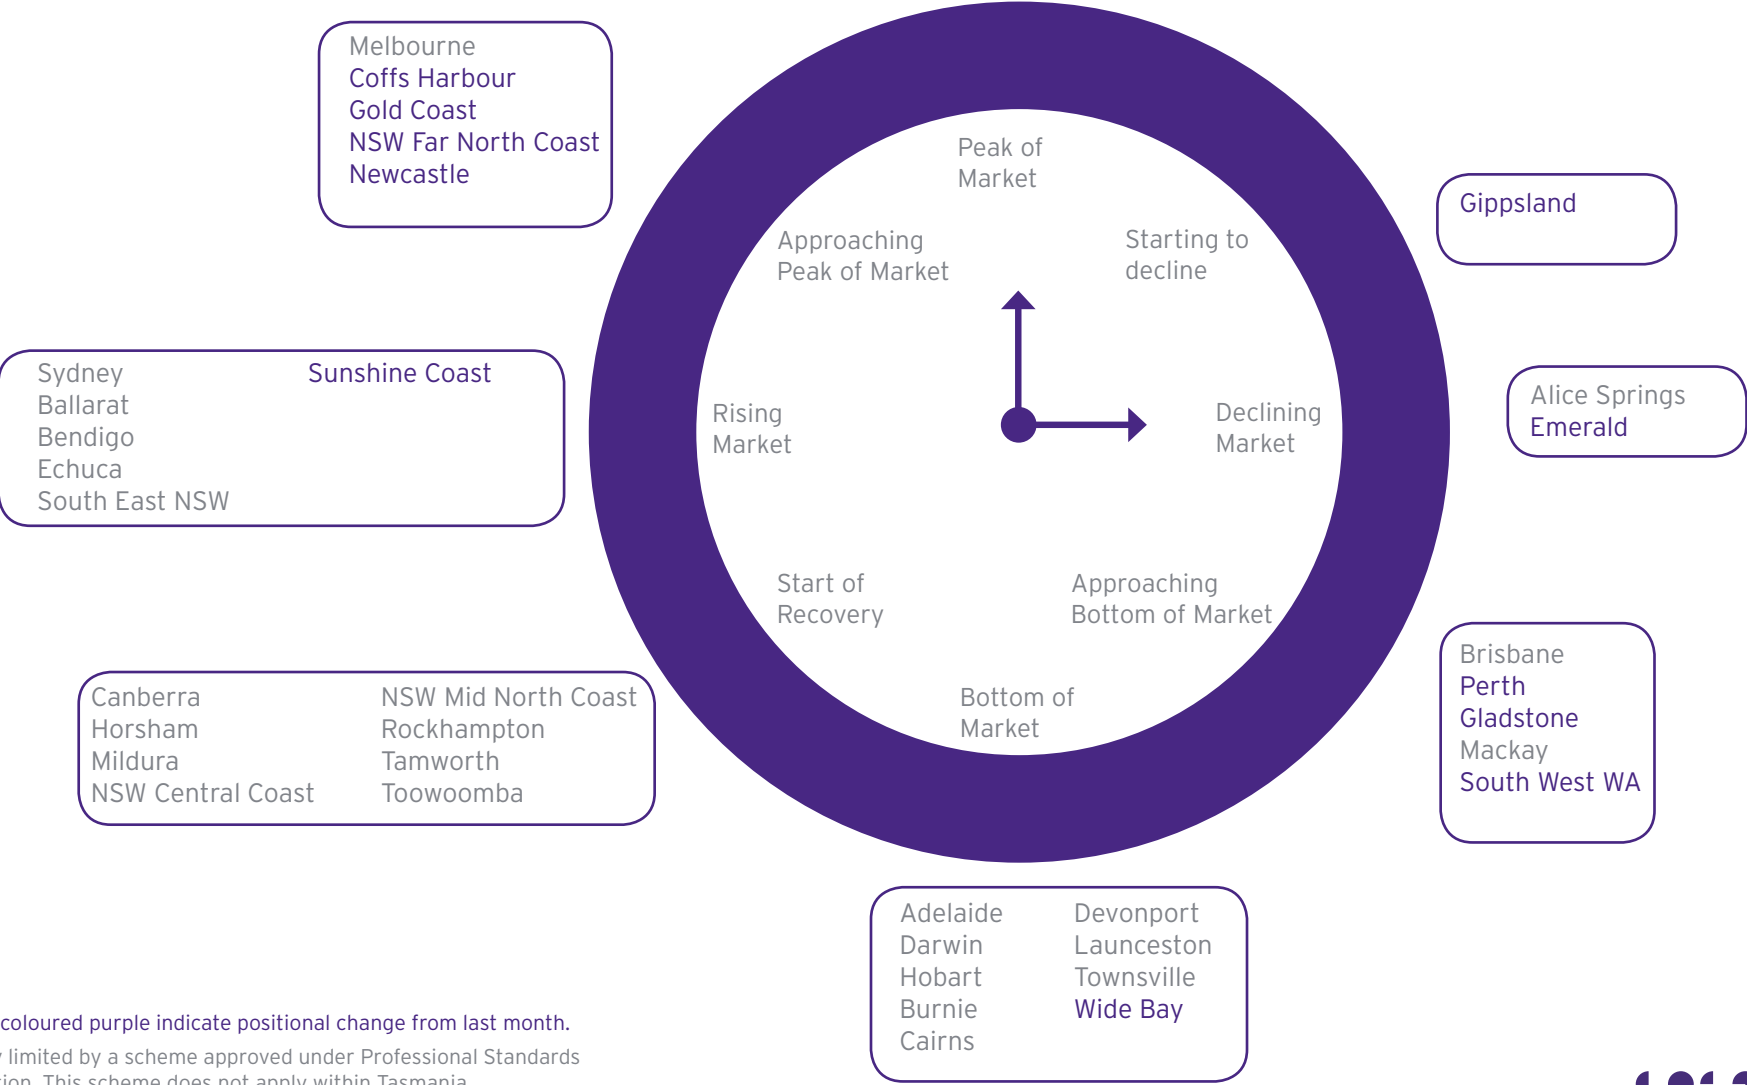 Melbourne
Coffs Harbour
Gold Coast
NSW Far North Coast
Newcastle
Peak of
Market
Approaching
Peak of Market
Starting to
decline
Gippsland
Sydney
Ballarat
Bendigo
Echuca
South East NSW
Sunshine Coast
Rising
Market
Declining
Market
Alice Springs
Emerald
Start of
Recovery
Approaching
Bottom of Market
Bottom of
Market
Brisbane
Perth
Gladstone
Mackay
South West WA
Canberra
Horsham
Mildura
NSW Central Coast
NSW Mid North Coast
Rockhampton
Tamworth
Toowoomba
Adelaide
Darwin
Hobart
Burnie
Cairns
Devonport
Launceston
Townsville
Wide Bay
coloured purple indicate positional change from last month.
limited by a scheme approved under Professional Standards
This scheme does not apply within Tasmania